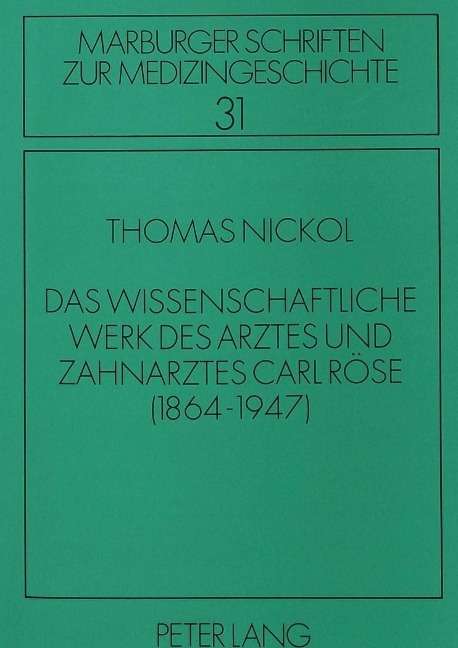 MARBURGER SCHRIFTEN
ZUR MEDIZINGESCHICHTE
31
THOMAS NICKOL
DAS WISSENSCHAFTLICHE
WERK DES ARZTES UND
ZAHNARZTES CARL RÖSE
(1864-1947)
PETER LANG